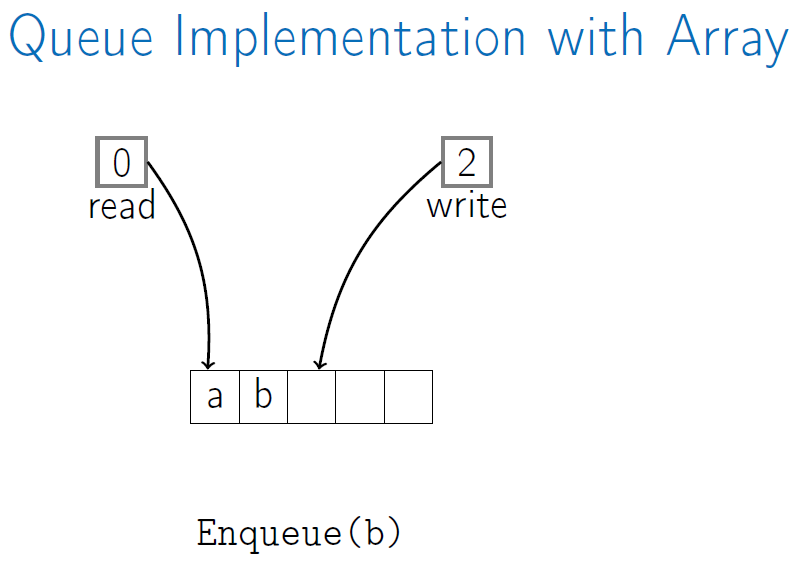 Queue Implementation with Array
0 2
read write
a b
Enqueue(b)